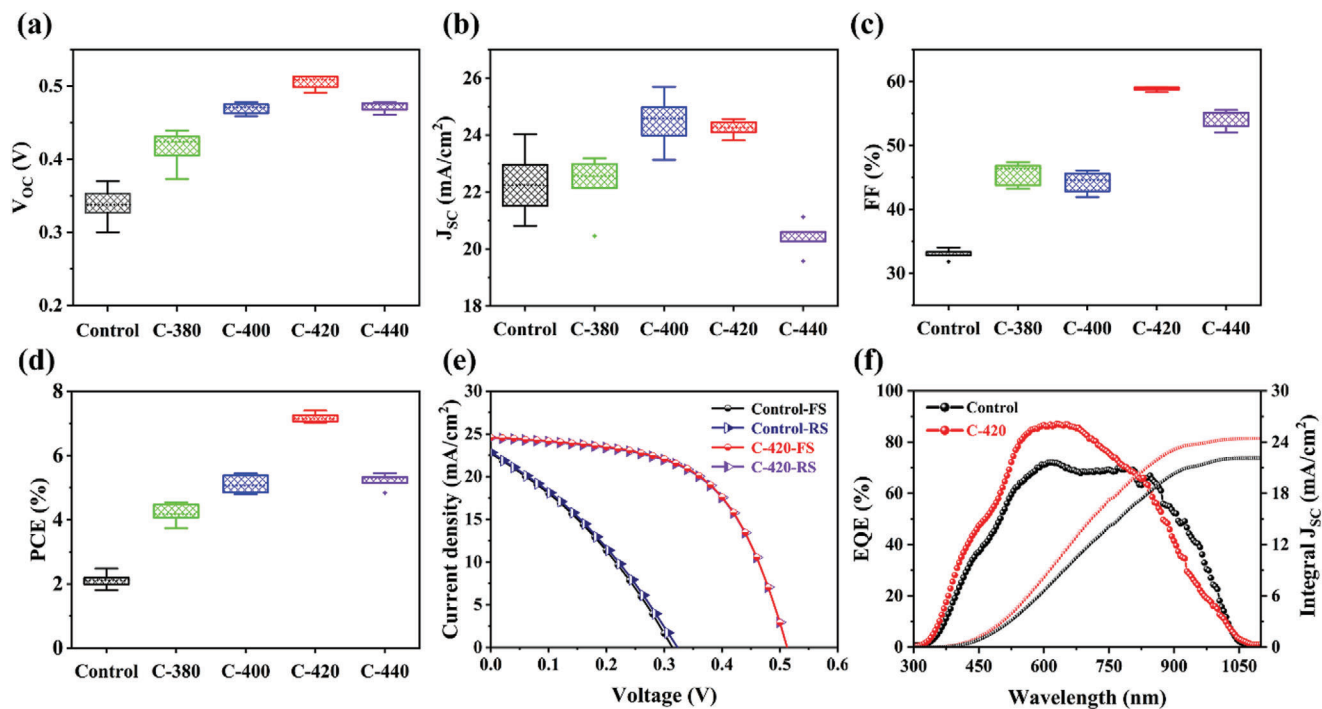 (a)
V_OC (V)
0.5
0.4
0.3
0.2
Control C-380 C-400 C-420 C-440
(b)
J_SC (mA/cm²)
26
24
22
20
18
Control C-380 C-400 C-420 C-440
(c)
FF (%)
60
50
40
30
Control C-380 C-400 C-420 C-440
(d)
PCE (%)
8
6
4
2
0
Control C-380 C-400 C-420 C-440
(e)
Current density (mA/cm²)
30
25
20
15
10
5
0
Control-FS
Control-RS
C-420-FS
C-420-RS
0.0 0.1 0.2 0.3 0.4 0.5 0.6
Voltage (V)
(f)
EQE (%)
100
80
60
40
20
0
Control
C-420
30
24
18
12
6
0
Integral J_SC (mA/cm²)
300 450 600 750 900 1050
Wavelength (nm)